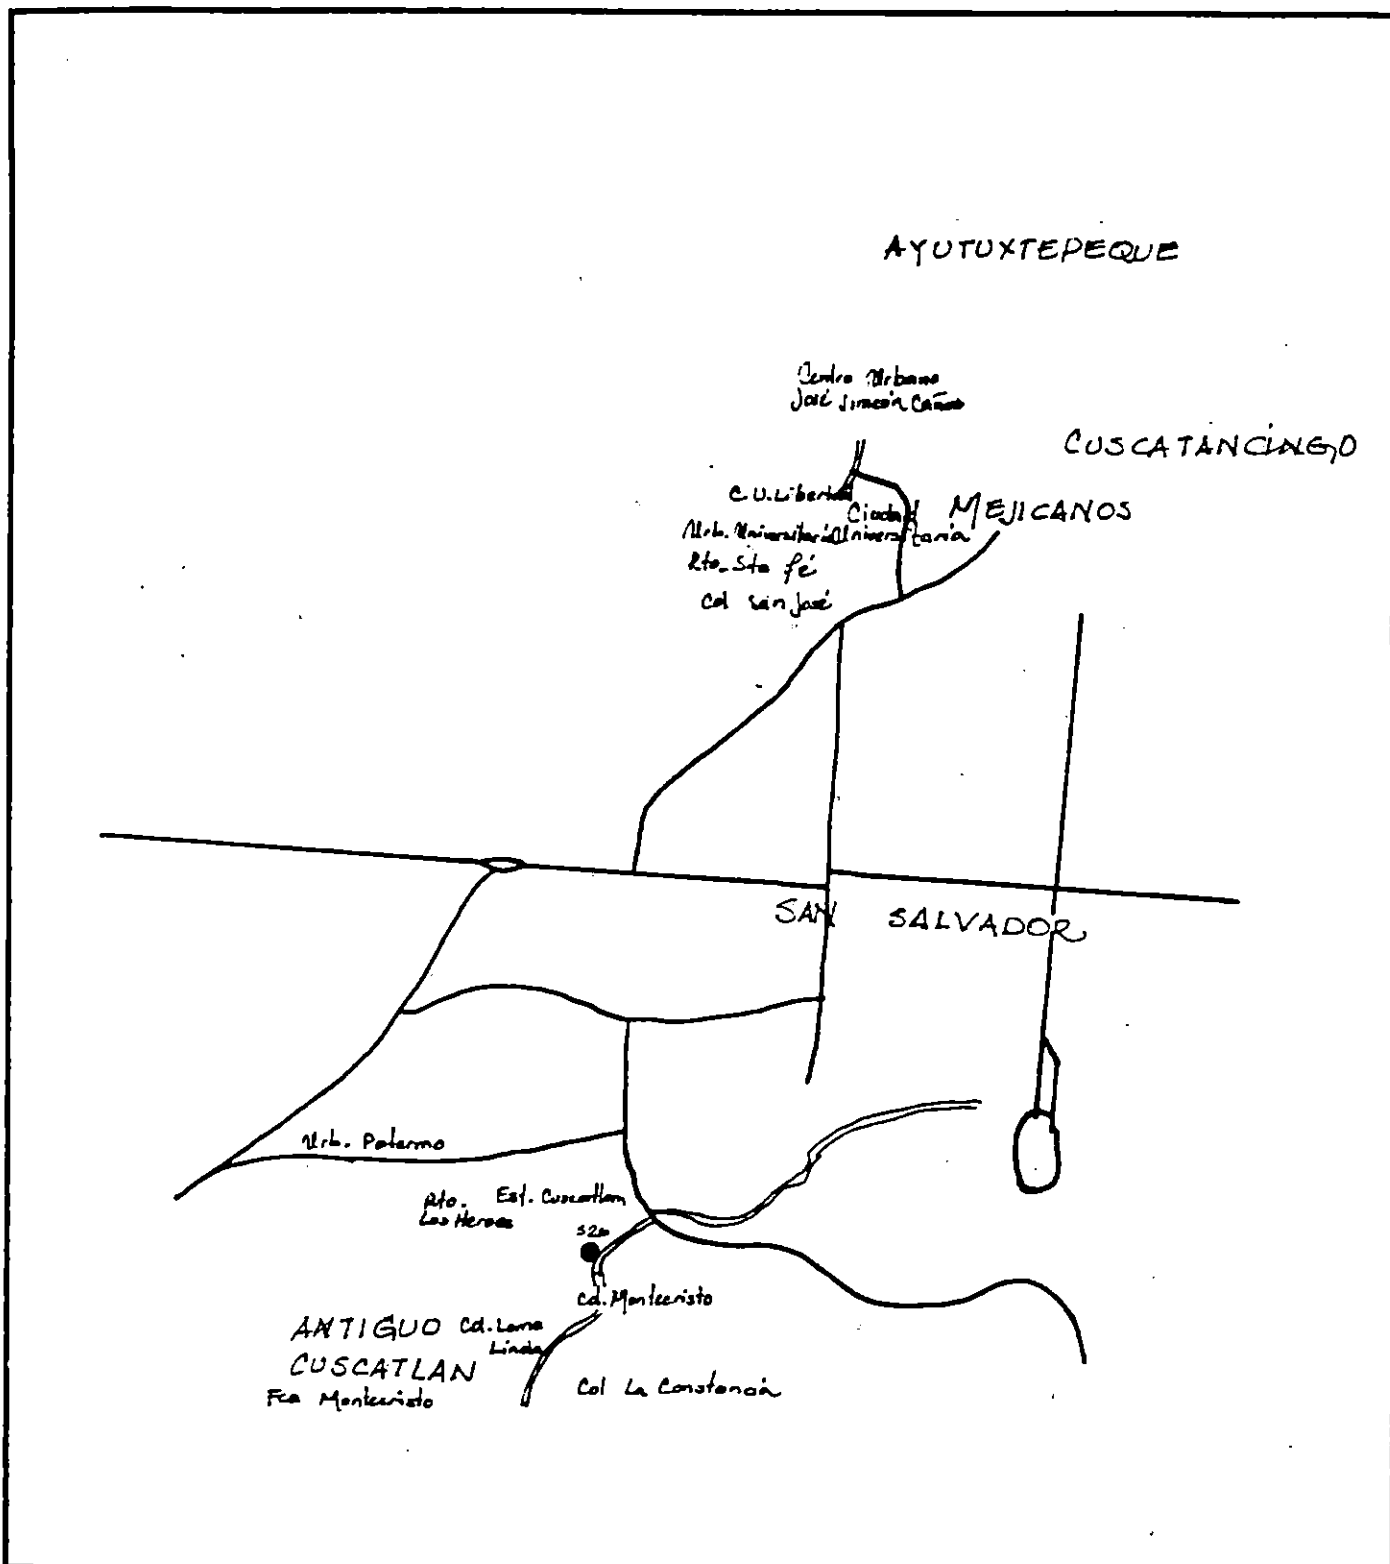 AYUTUXTEPEQUE
Centro Urbano
José Simeón Cañas
CUSCATANCINGO
C.U. Libertad
Ciudad
MEJICANOS
Urb. Universitaria
Universitaria
Rto. Sta fé
Col San José
SAN SALVADOR
Urb. Palermo
Rto.
Los Heroes
Est. Cuscatlam
Col. Montecristo
ANTIGUO
CUSCATLAN
Col. Loma
Linda
Fca Montecristo
Col La Constancia